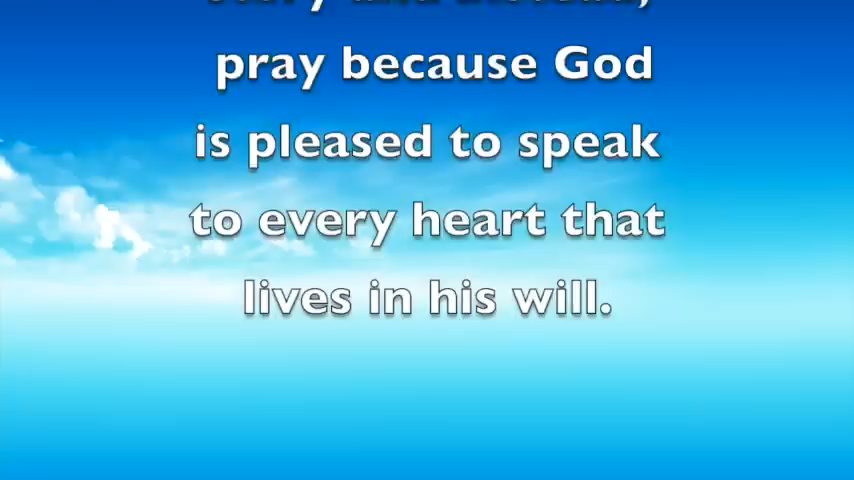 pray because God
is pleased to speak
to every heart that
lives in his will.